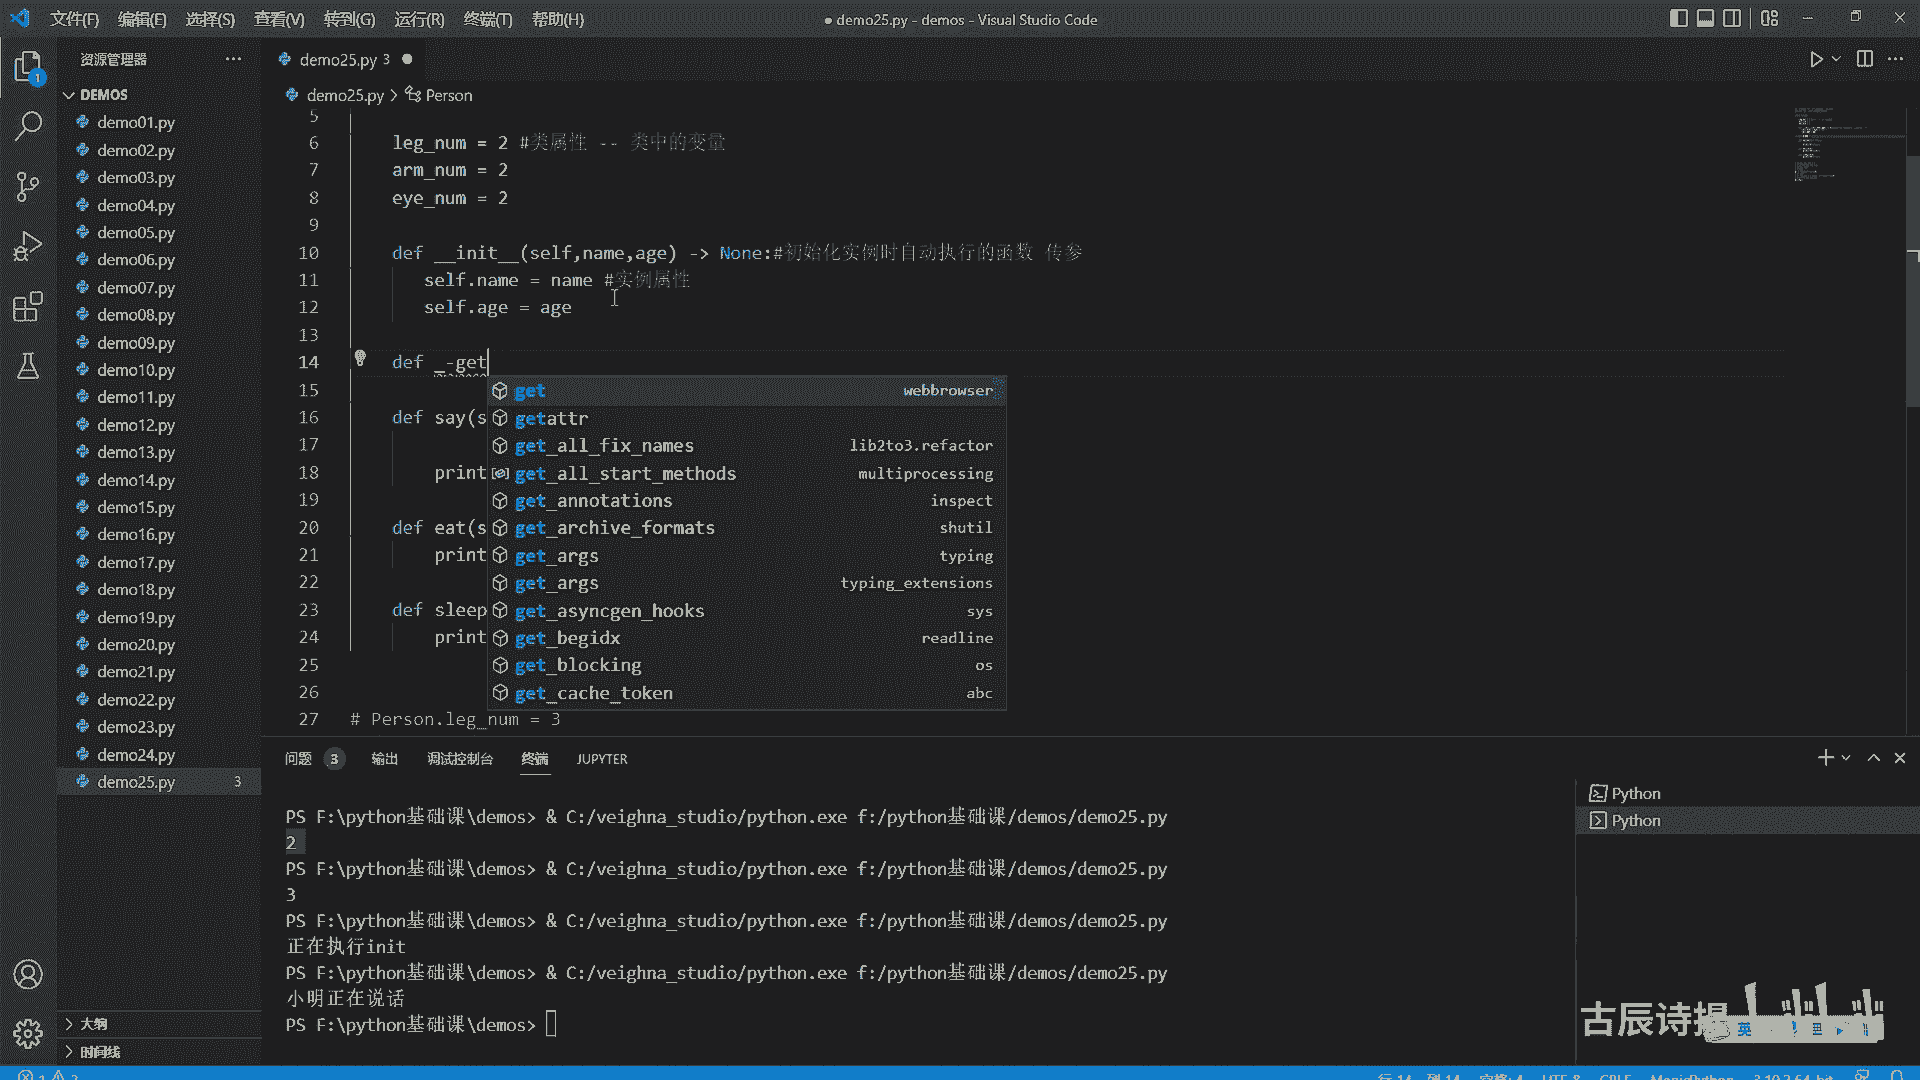 文件(F) 编辑(E) 选择(S) 查看(V) 转到(G) 运行(R) 终端(T) 帮助(H)
● demo25.py - demos - Visual Studio Code
资源管理器
1
DEMOS
demo01.py
demo02.py
demo03.py
demo04.py
demo05.py
demo06.py
demo07.py
demo08.py
demo09.py
demo10.py
demo11.py
demo12.py
demo13.py
demo14.py
demo15.py
demo16.py
demo17.py
demo18.py
demo19.py
demo20.py
demo21.py
demo22.py
demo23.py
demo24.py
demo25.py 3
大纲
时间线
demo25.py 3 ●
demo25.py > Person
5
6 leg_num = 2 #类属性 -- 类中的变量
7 arm_num = 2
8 eye_num = 2
9
10 def __init__(self,name,age) -> None:#初始化实例时自动执行的函数 传参
11 self.name = name #实例属性
12 self.age = age
13
14 def _-get
15
16 def say(s
17
18 print
19
20 def eat(s
21 print
22
23 def sleep
24 print
25
26
27 # Person.leg_num = 3
get webbrowser
getattr
get_all_fix_names lib2to3.refactor
get_all_start_methods multiprocessing
get_annotations inspect
get_archive_formats shutil
get_args typing
get_args typing_extensions
get_asyncgen_hooks sys
get_begidx readline
get_blocking os
get_cache_token abc
问题 3 输出 调试控制台 终端 JUPYTER
PS F:\python基础课\demos> & C:/veighna_studio/python.exe f:/python基础课/demos/demo25.py
2
PS F:\python基础课\demos> & C:/veighna_studio/python.exe f:/python基础课/demos/demo25.py
3
PS F:\python基础课\demos> & C:/veighna_studio/python.exe f:/python基础课/demos/demo25.py
正在执行init
PS F:\python基础课\demos> & C:/veighna_studio/python.exe f:/python基础课/demos/demo25.py
小明正在说话
PS F:\python基础课\demos>
Python
Python
古辰诗
英